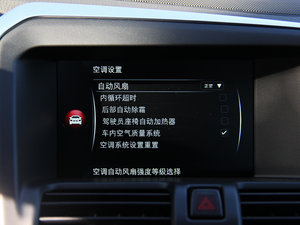 空调设置
自动风扇 正常
内循环超时
后部自动除霜
驾驶员座椅自动加热器
车内空气质量系统
空调系统设置重置
空调自动风扇强度等级选择